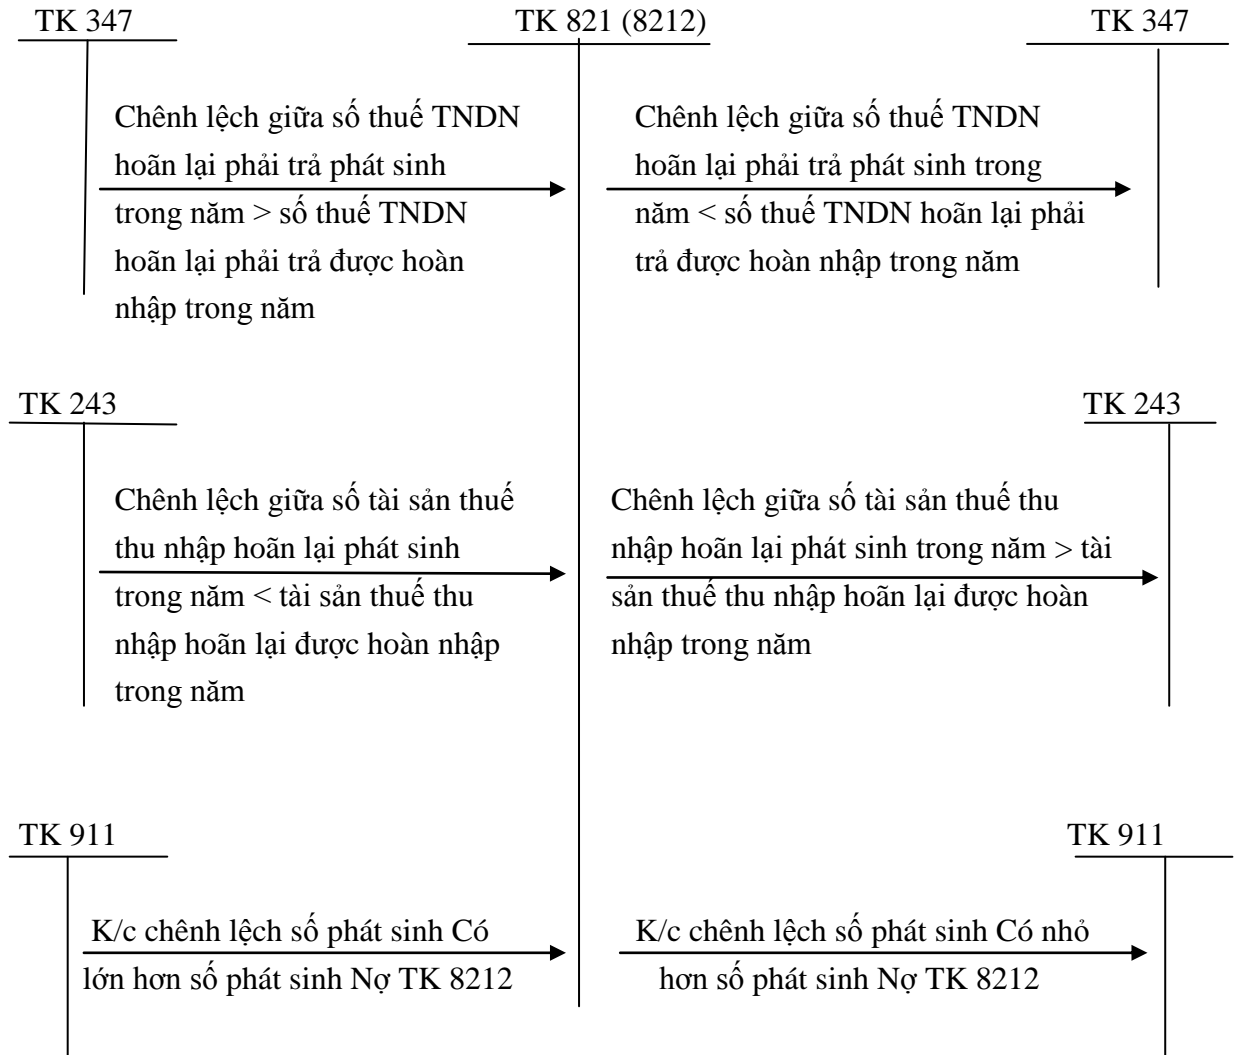 TK 347
TK 821 (8212)
TK 347
Chênh lệch giữa số thuế TNDN
hoãn lại phải trả phát sinh
trong năm > số thuế TNDN
hoãn lại phải trả được hoàn
nhập trong năm
Chênh lệch giữa số thuế TNDN
hoãn lại phải trả phát sinh trong
năm < số thuế TNDN hoãn lại phải
trả được hoàn nhập trong năm
TK 243
TK 243
Chênh lệch giữa số tài sản thuế
thu nhập hoãn lại phát sinh
trong năm < tài sản thuế thu
nhập hoãn lại được hoàn nhập
trong năm
Chênh lệch giữa số tài sản thuế thu
nhập hoãn lại phát sinh trong năm > tài
sản thuế thu nhập hoãn lại được hoàn
nhập trong năm
TK 911
TK 911
K/c chênh lệch số phát sinh Có
lớn hơn số phát sinh Nợ TK 8212
K/c chênh lệch số phát sinh Có nhỏ
hơn số phát sinh Nợ TK 8212